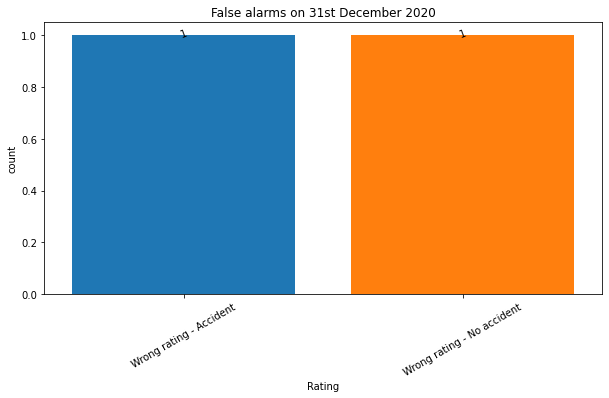 False alarms on 31st December 2020
count
1.0
0.8
0.6
0.4
0.2
0.0
1
1
Wrong rating - Accident
Wrong rating - No accident
Rating